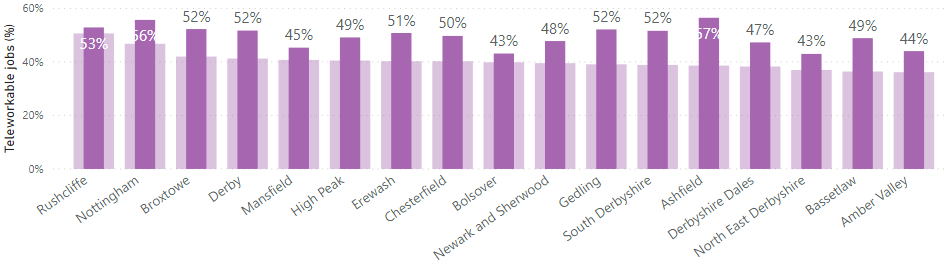 Teleworkable jobs (%)
60%
40%
20%
0%
53%
56%
52%
52%
45%
49%
51%
50%
43%
48%
52%
52%
57%
47%
43%
49%
44%
Rushcliffe
Nottingham
Broxtowe
Derby
Mansfield
High Peak
Erewash
Chesterfield
Bolsover
Newark and Sherwood
Gedling
South Derbyshire
Ashfield
Derbyshire Dales
North East Derbyshire
Bassetlaw
Amber Valley